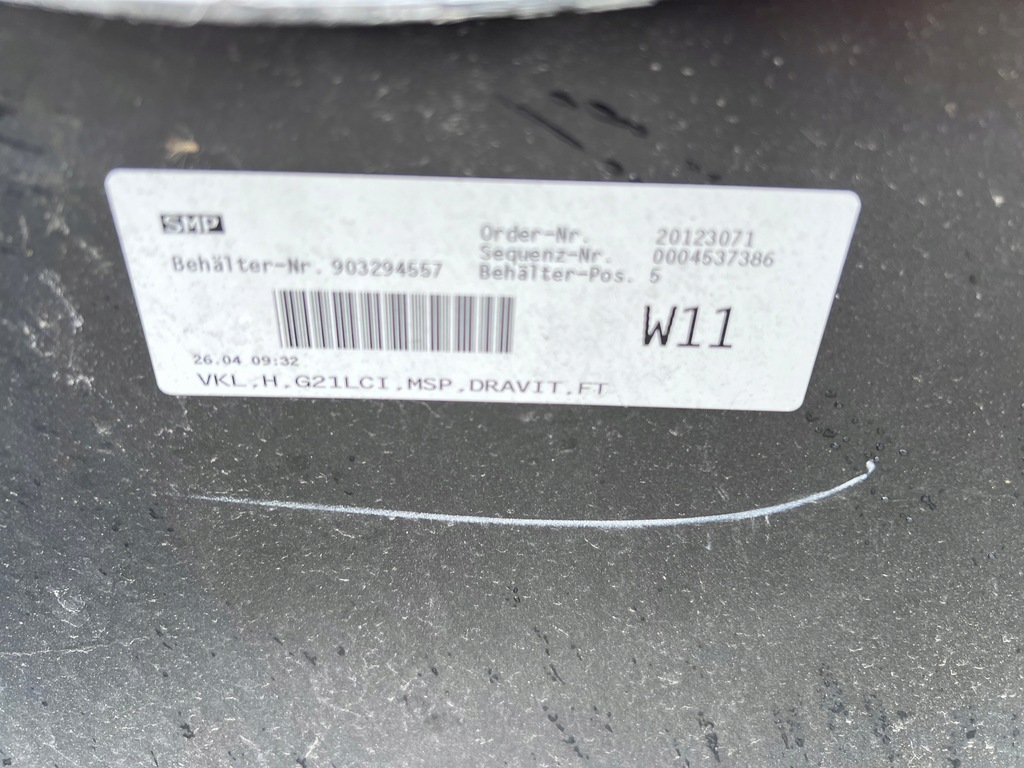 SMP
Order-Nr. 20123071
Sequenz-Nr. 0004537386
Behälter-Nr. 903294557
Behälter-Pos. 5
W11
26.04 09:32
VKL.H.G21LCI.MSP.DRAVIT.FT